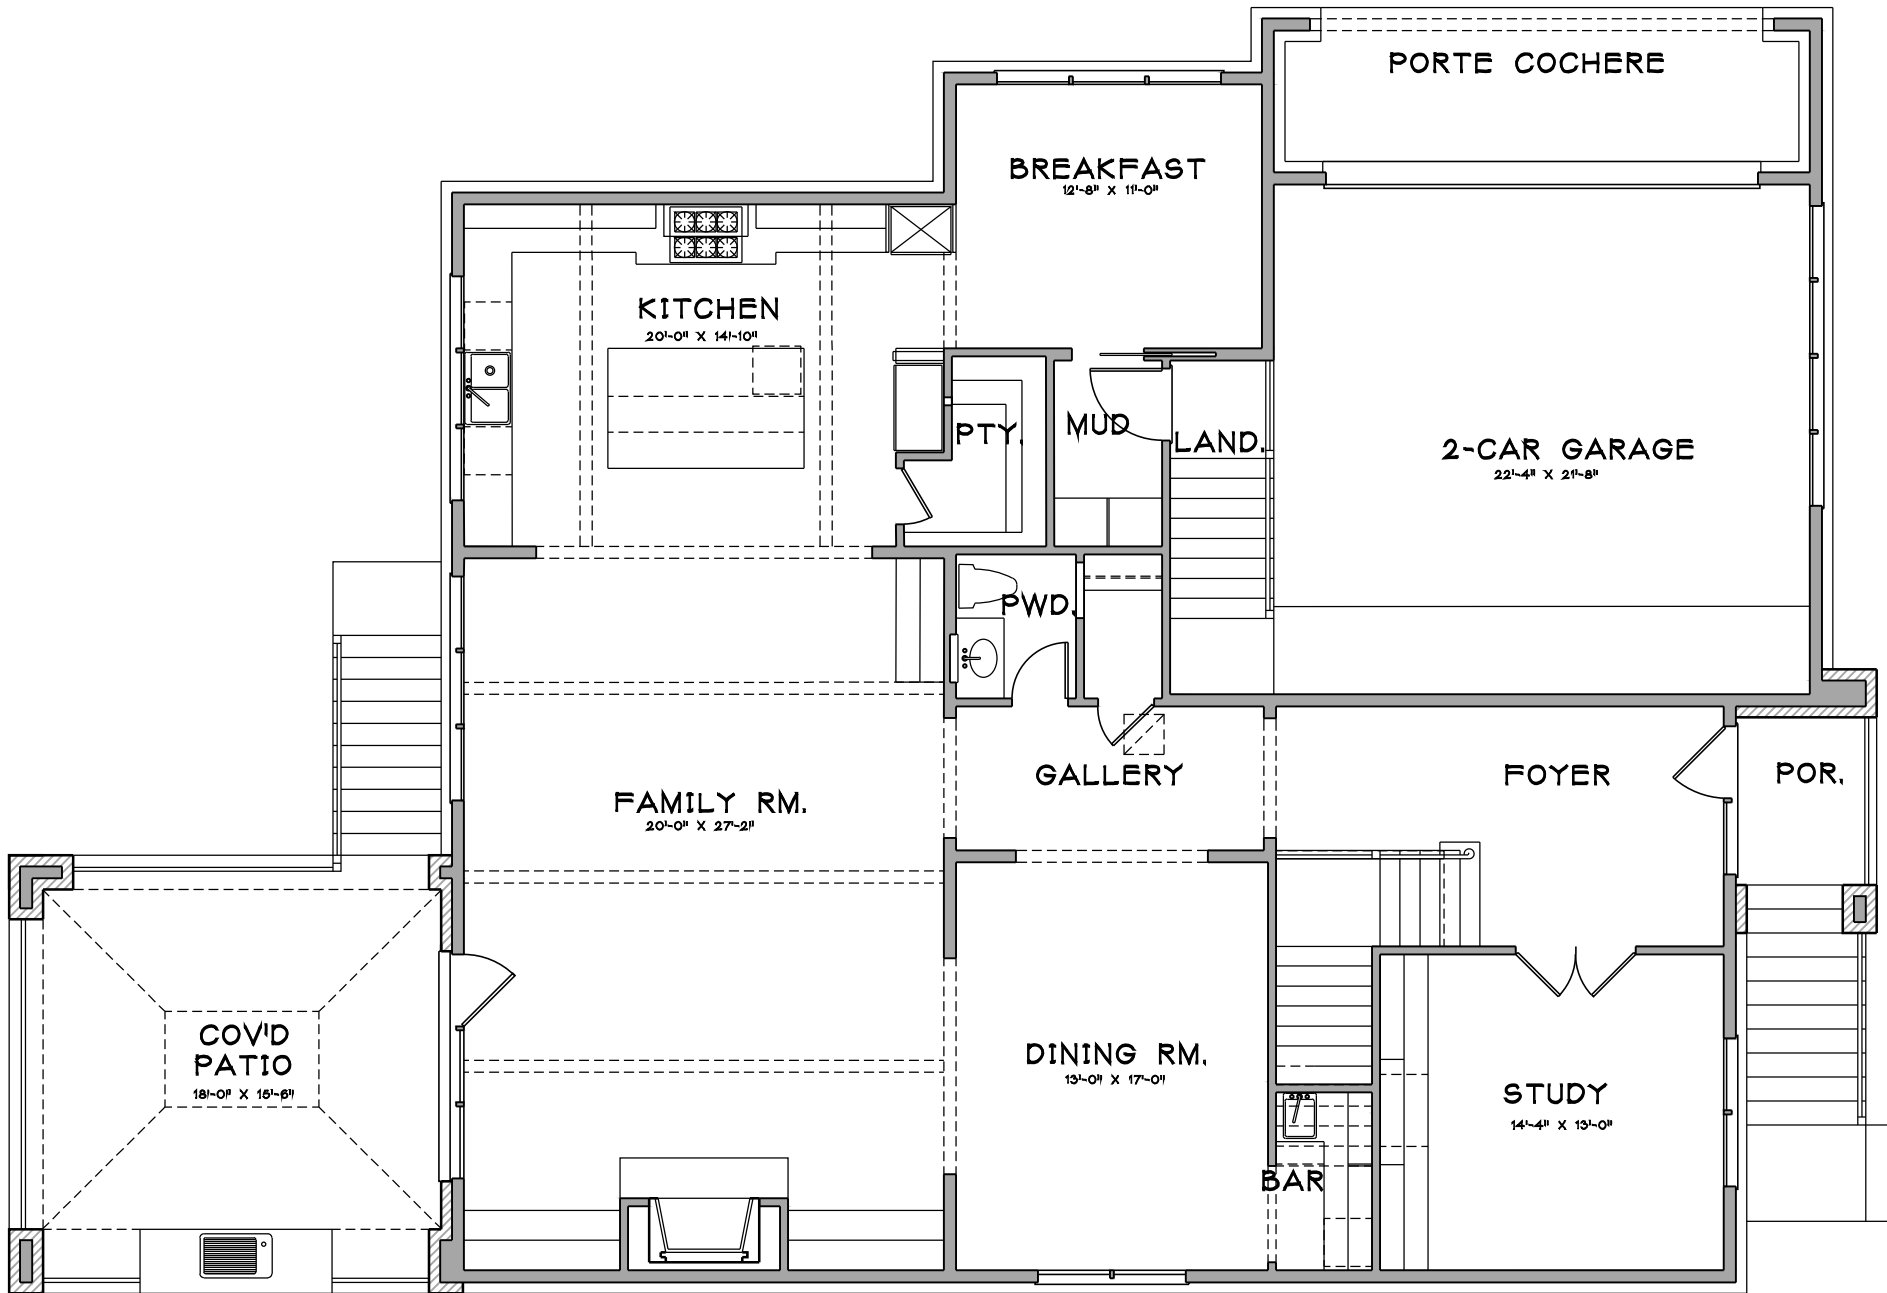 PORTE COCHERE
BREAKFAST
12'-8" X 11'-0"
KITCHEN
20'-0" X 14'-10"
PTY.
MUD
LAND.
2-CAR GARAGE
22'-4" X 21'-8"
PWD.
GALLERY
FOYER
POR.
FAMILY RM.
20'-0" X 27'-2"
COV'D
PATIO
18'-0" X 15'-6"
DINING RM.
13'-0" X 17'-0"
STUDY
14'-4" X 13'-0"
BAR